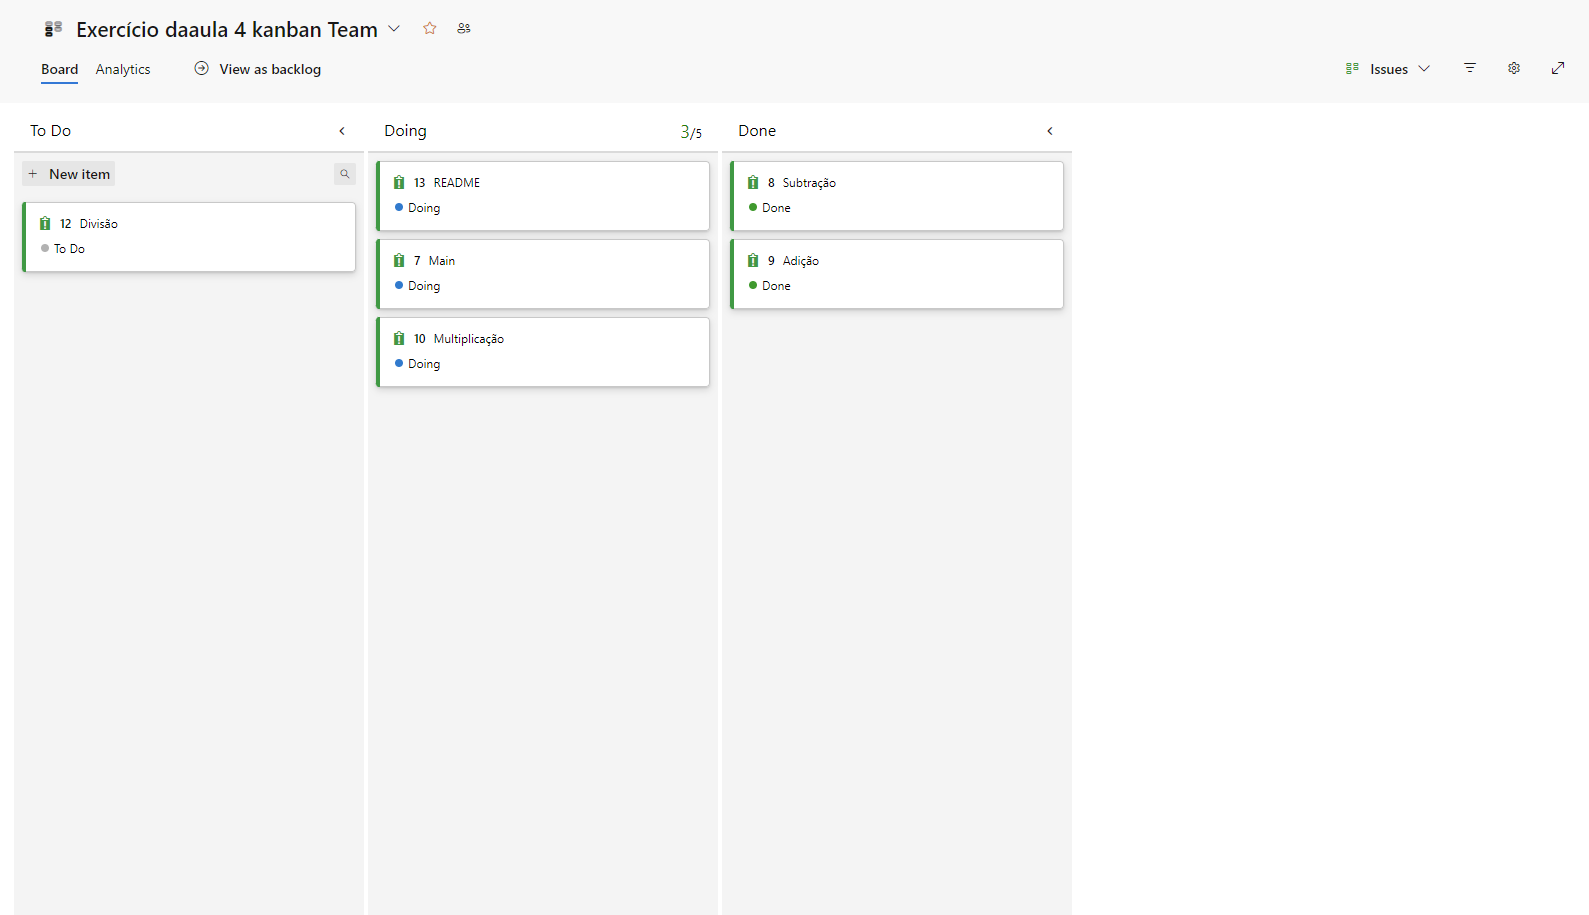 Exercício daaula 4 kanban Team
Board Analytics View as backlog Issues
To Do
New item
12 Divisão
To Do
Doing 3/5
13 README
Doing
7 Main
Doing
10 Multiplicação
Doing
Done
8 Subtração
Done
9 Adição
Done